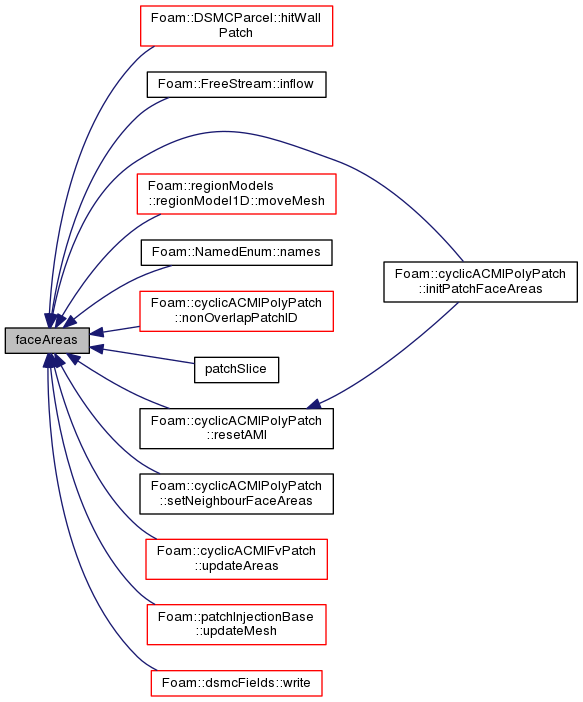 Foam::DSMCParcel::hitWall
Patch
Foam::FreeStream::inflow
Foam::regionModels
::regionModel1D::moveMesh
Foam::NamedEnum::names
Foam::cyclicACMIPolyPatch
::initPatchFaceAreas
Foam::cyclicACMIPolyPatch
::nonOverlapPatchID
faceAreas
patchSlice
Foam::cyclicACMIPolyPatch
::resetAMI
Foam::cyclicACMIPolyPatch
::setNeighbourFaceAreas
Foam::cyclicACMIFvPatch
::updateAreas
Foam::patchInjectionBase
::updateMesh
Foam::dsmcFields::write